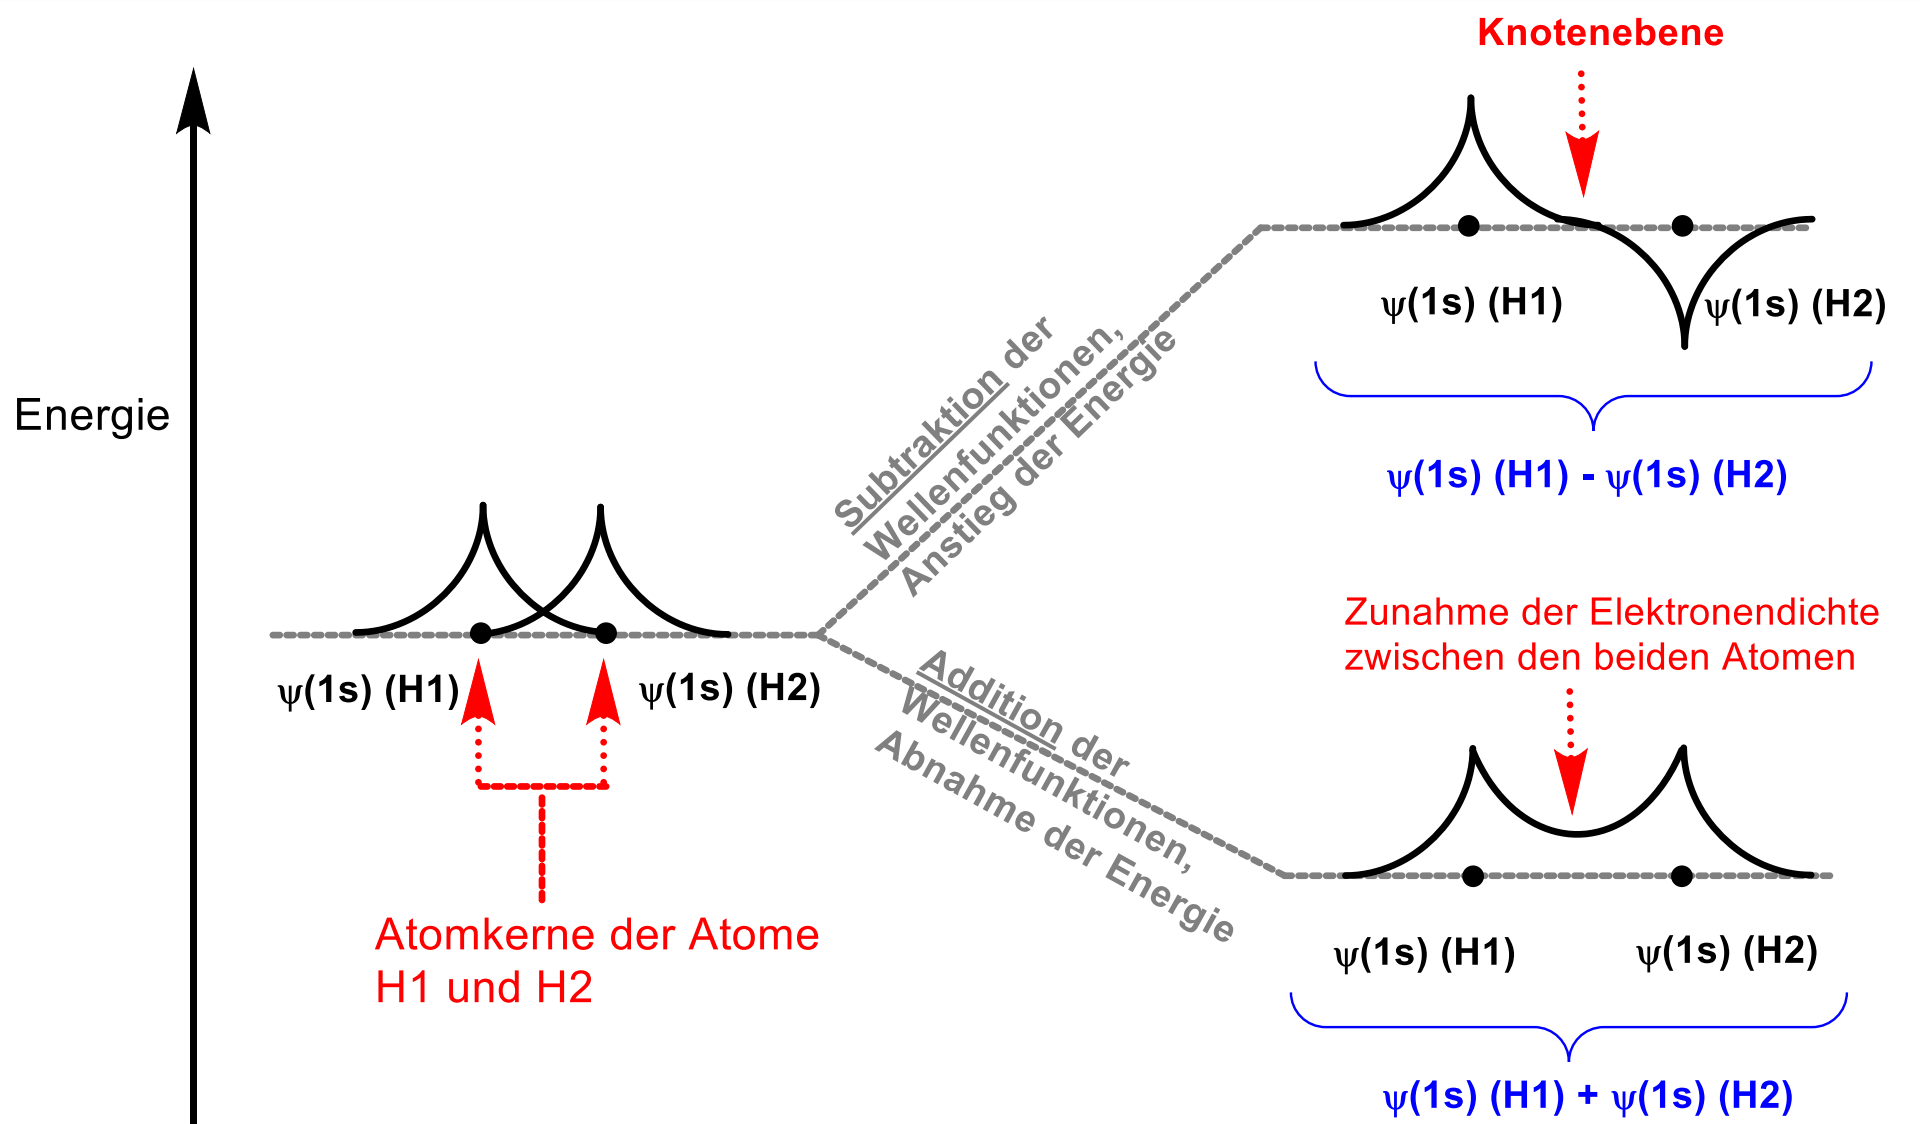 Knotenebene
ψ(1s) (H1)
ψ(1s) (H2)
ψ(1s) (H1) - ψ(1s) (H2)
Energie
Subtraktion der
Wellenfunktionen,
Anstieg der Energie
ψ(1s) (H1)
ψ(1s) (H2)
Atomkerne der Atome
H1 und H2
Addition der
Wellenfunktionen,
Abnahme der Energie
Zunahme der Elektronendichte
zwischen den beiden Atomen
ψ(1s) (H1)
ψ(1s) (H2)
ψ(1s) (H1) + ψ(1s) (H2)